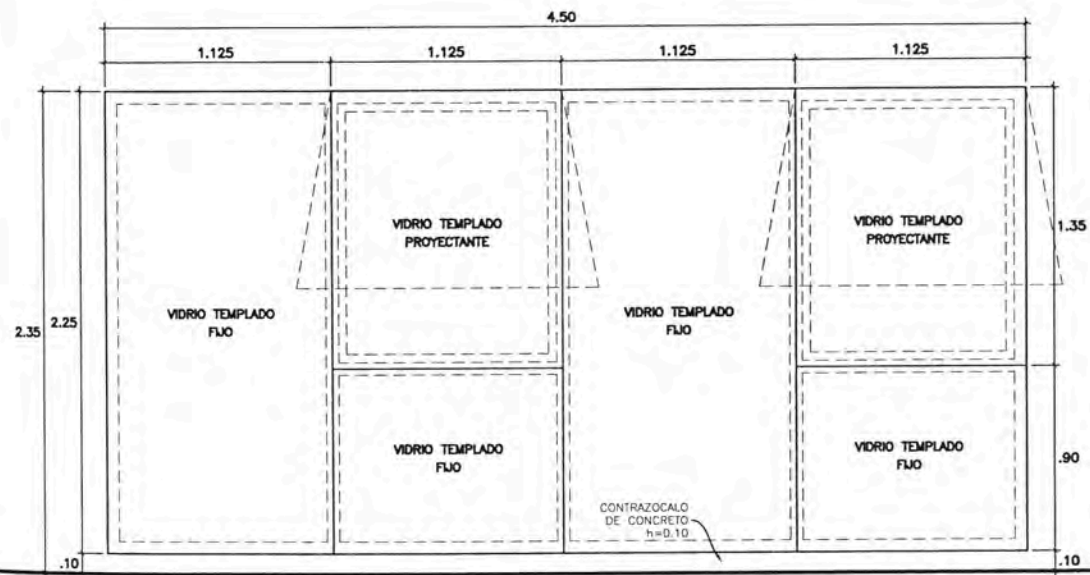 4.50
1.125 1.125 1.125 1.125
VIDRIO TEMPLADO
PROYECTANTE
VIDRIO TEMPLADO
PROYECTANTE
1.35
VIDRIO TEMPLADO
FIJO
VIDRIO TEMPLADO
FIJO
2.35 2.25
VIDRIO TEMPLADO
FIJO
VIDRIO TEMPLADO
FIJO
.90
CONTRAZOCALO
DE CONCRETO
h=0.10
.10 .10